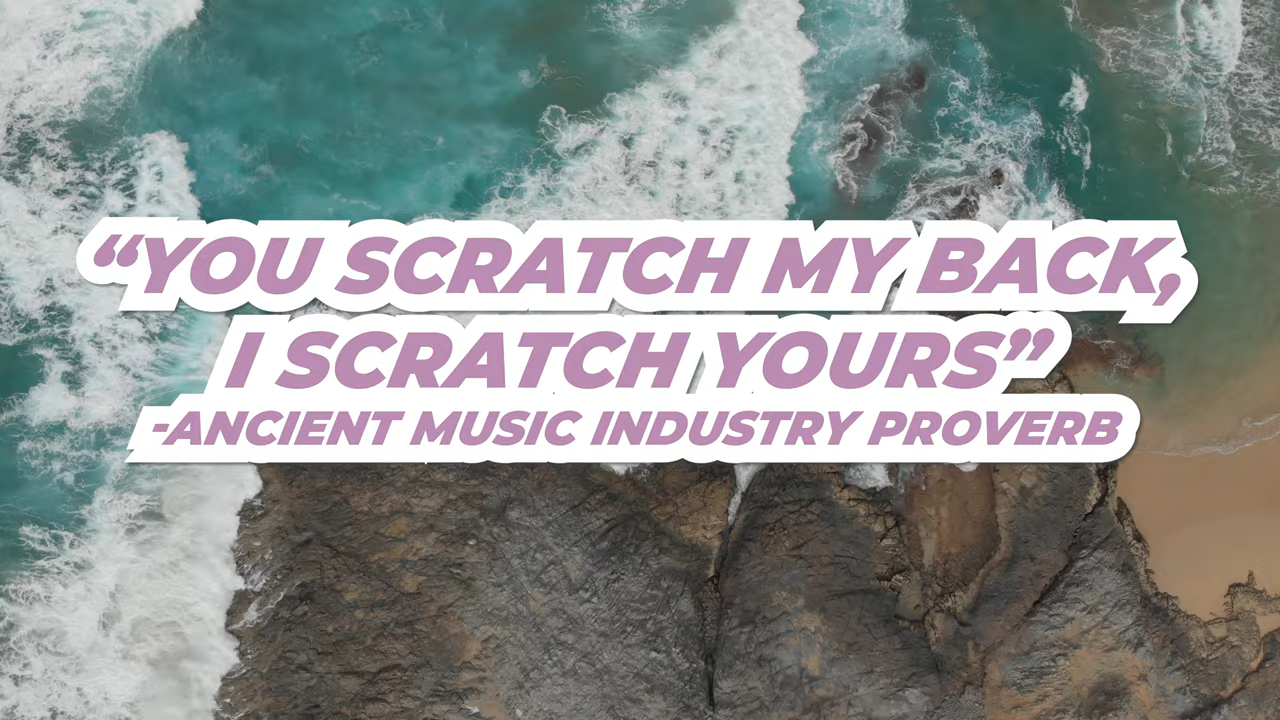 “YOU SCRATCH MY BACK,
I SCRATCH YOURS”
-ANCIENT MUSIC INDUSTRY PROVERB